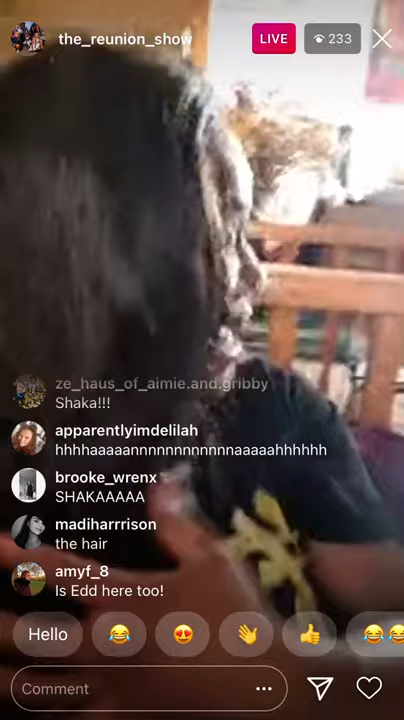 the_reunion_show
LIVE
233
ze_haus_of_aimie.and.gribby
Shaka!!!
apparentlyimdelilah
hhhhaaaaannnnnnnnnnnnaaaaahhhhhh
brooke_wrenx
SHAKAAAAA
madiharrrison
the hair
amyf_8
Is Edd here too!
Hello
Comment